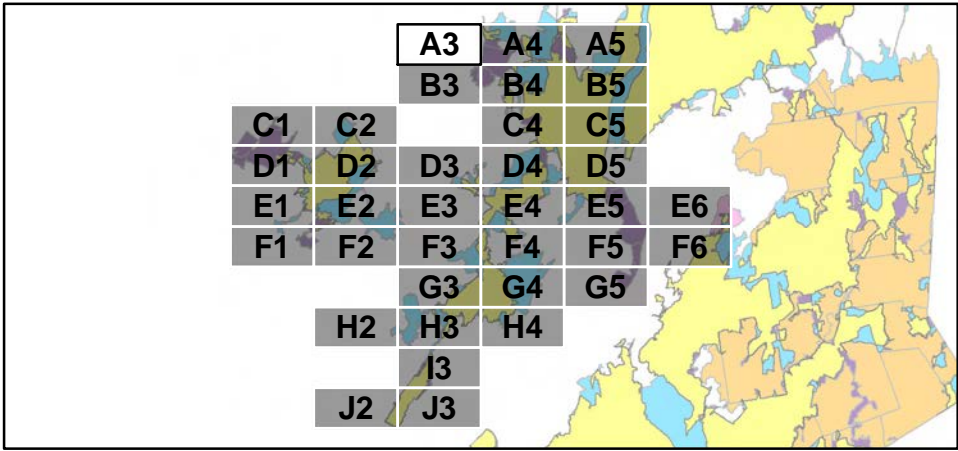 A3 A4 A5
B3 B4 B5
C1 C2 C4 C5
D1 D2 D3 D4 D5
E1 E2 E3 E4 E5 E6
F1 F2 F3 F4 F5 F6
G3 G4 G5
H2 H3 H4
I3
J2 J3